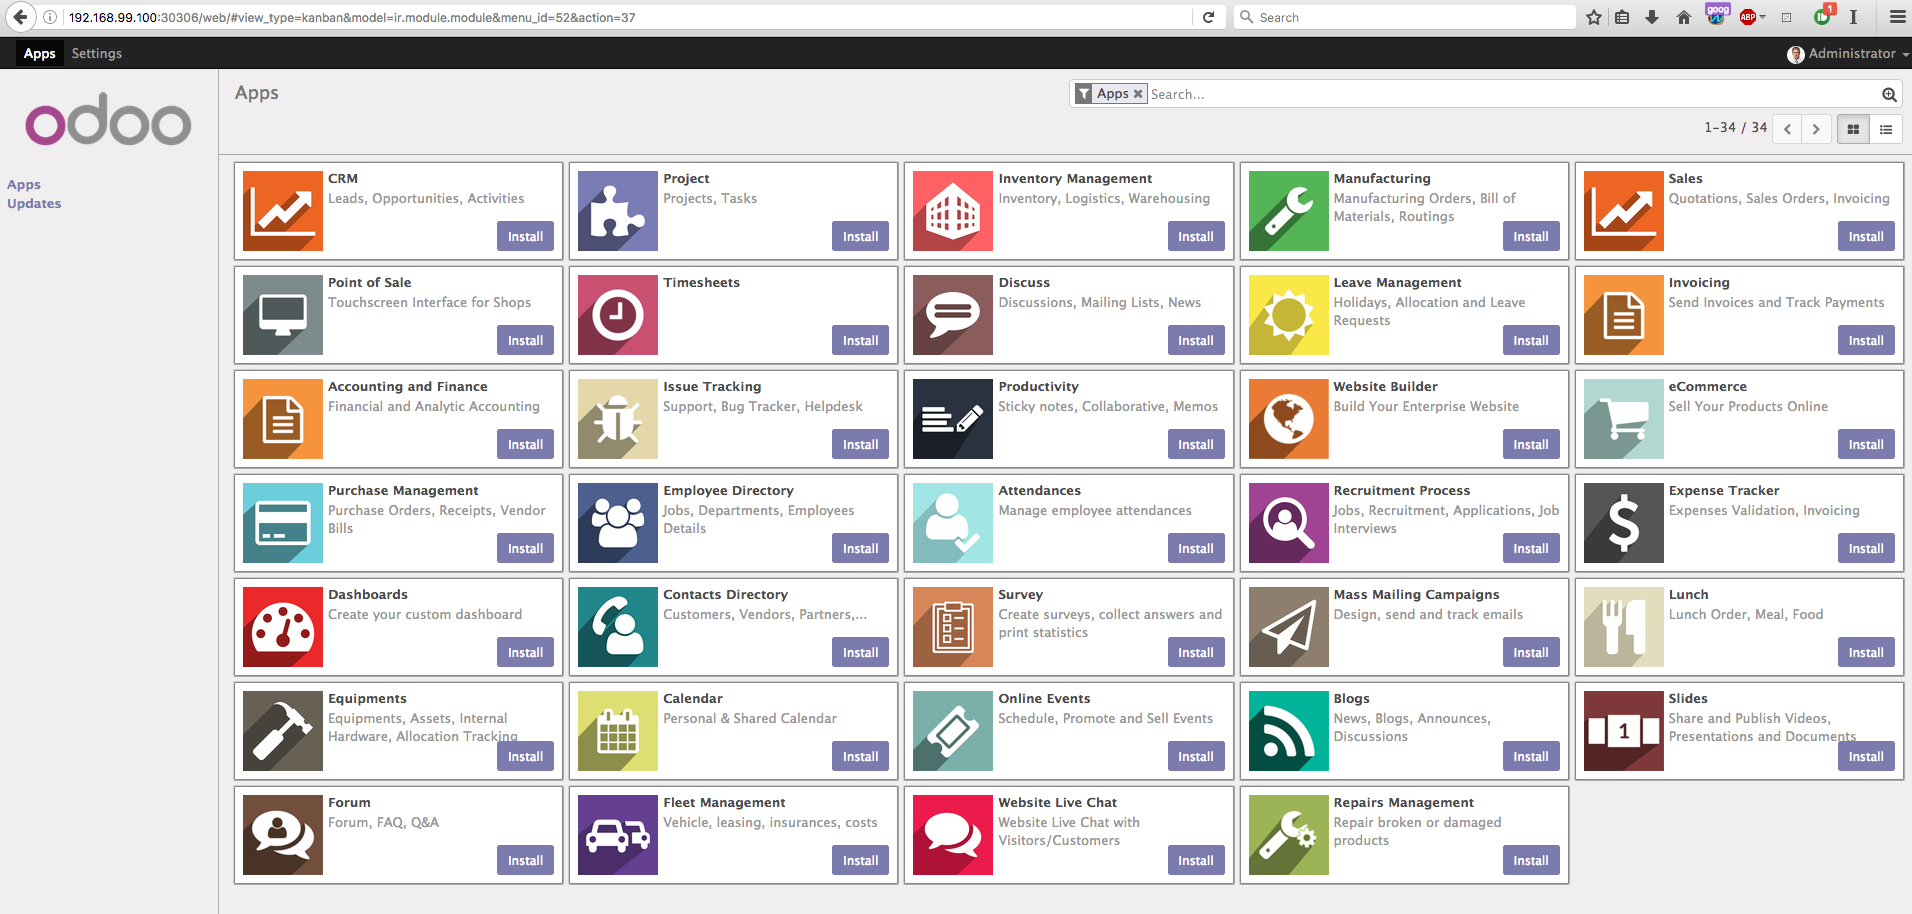 192.168.99.100:30306/web/#view_type=kanban&model=ir.module.module&menu_id=52&action=37
Search
goog
ABP
1
Apps
Settings
Administrator
odoo
Apps
Updates
Apps
Apps
Search...
1-34 / 34
CRM
Leads, Opportunities, Activities
Install
Project
Projects, Tasks
Install
Inventory Management
Inventory, Logistics, Warehousing
Install
Manufacturing
Manufacturing Orders, Bill of
Materials, Routings
Install
Sales
Quotations, Sales Orders, Invoicing
Install
Point of Sale
Touchscreen Interface for Shops
Install
Timesheets
Install
Discuss
Discussions, Mailing Lists, News
Install
Leave Management
Holidays, Allocation and Leave
Requests
Install
Invoicing
Send Invoices and Track Payments
Install
Accounting and Finance
Financial and Analytic Accounting
Install
Issue Tracking
Support, Bug Tracker, Helpdesk
Install
Productivity
Sticky notes, Collaborative, Memos
Install
Website Builder
Build Your Enterprise Website
Install
eCommerce
Sell Your Products Online
Install
Purchase Management
Purchase Orders, Receipts, Vendor
Bills
Install
Employee Directory
Jobs, Departments, Employees
Details
Install
Attendances
Manage employee attendances
Install
Recruitment Process
Jobs, Recruitment, Applications, Job
Interviews
Install
$
Expense Tracker
Expenses Validation, Invoicing
Install
Dashboards
Create your custom dashboard
Install
Contacts Directory
Customers, Vendors, Partners,...
Install
Survey
Create surveys, collect answers and
print statistics
Install
Mass Mailing Campaigns
Design, send and track emails
Install
Lunch
Lunch Order, Meal, Food
Install
Equipments
Equipments, Assets, Internal
Hardware, Allocation Tracking
Install
Calendar
Personal & Shared Calendar
Install
Online Events
Schedule, Promote and Sell Events
Install
Blogs
News, Blogs, Announces,
Discussions
Install
1
Slides
Share and Publish Videos,
Presentations and Documents
Install
Forum
Forum, FAQ, Q&A
Install
Fleet Management
Vehicle, leasing, insurances, costs
Install
Website Live Chat
Website Live Chat with
Visitors/Customers
Install
Repairs Management
Repair broken or damaged
products
Install